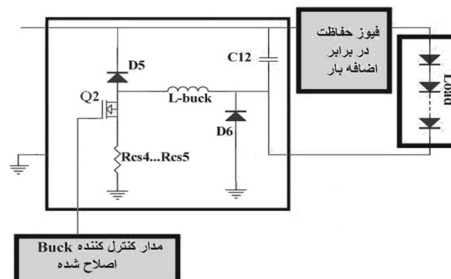 فیوز حفاظت
در برابر
اضافه بار
C12
D5
Q2
L-buck
D6
Load
Rcs4...Rcs5
مدار کنترل کننده Buck
اصلاح شده